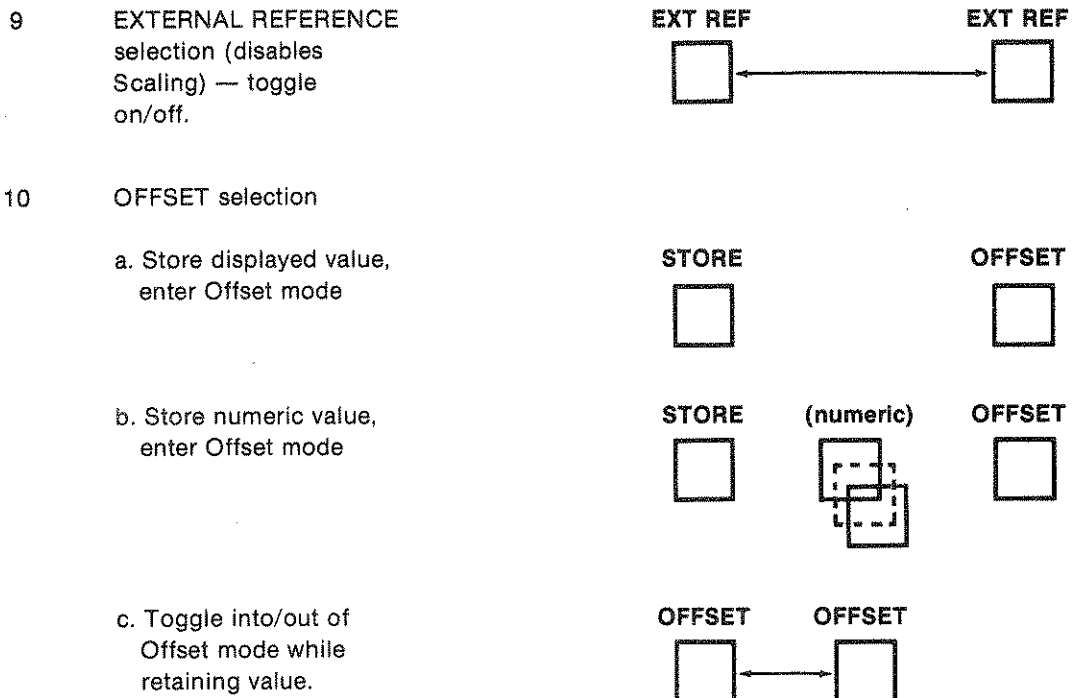 9 EXTERNAL REFERENCE EXT REF EXT REF
selection (disables
Scaling) — toggle
on/off.
10 OFFSET selection
a. Store displayed value, STORE OFFSET
enter Offset mode
b. Store numeric value, STORE (numeric) OFFSET
enter Offset mode
c. Toggle into/out of OFFSET OFFSET
Offset mode while
retaining value.